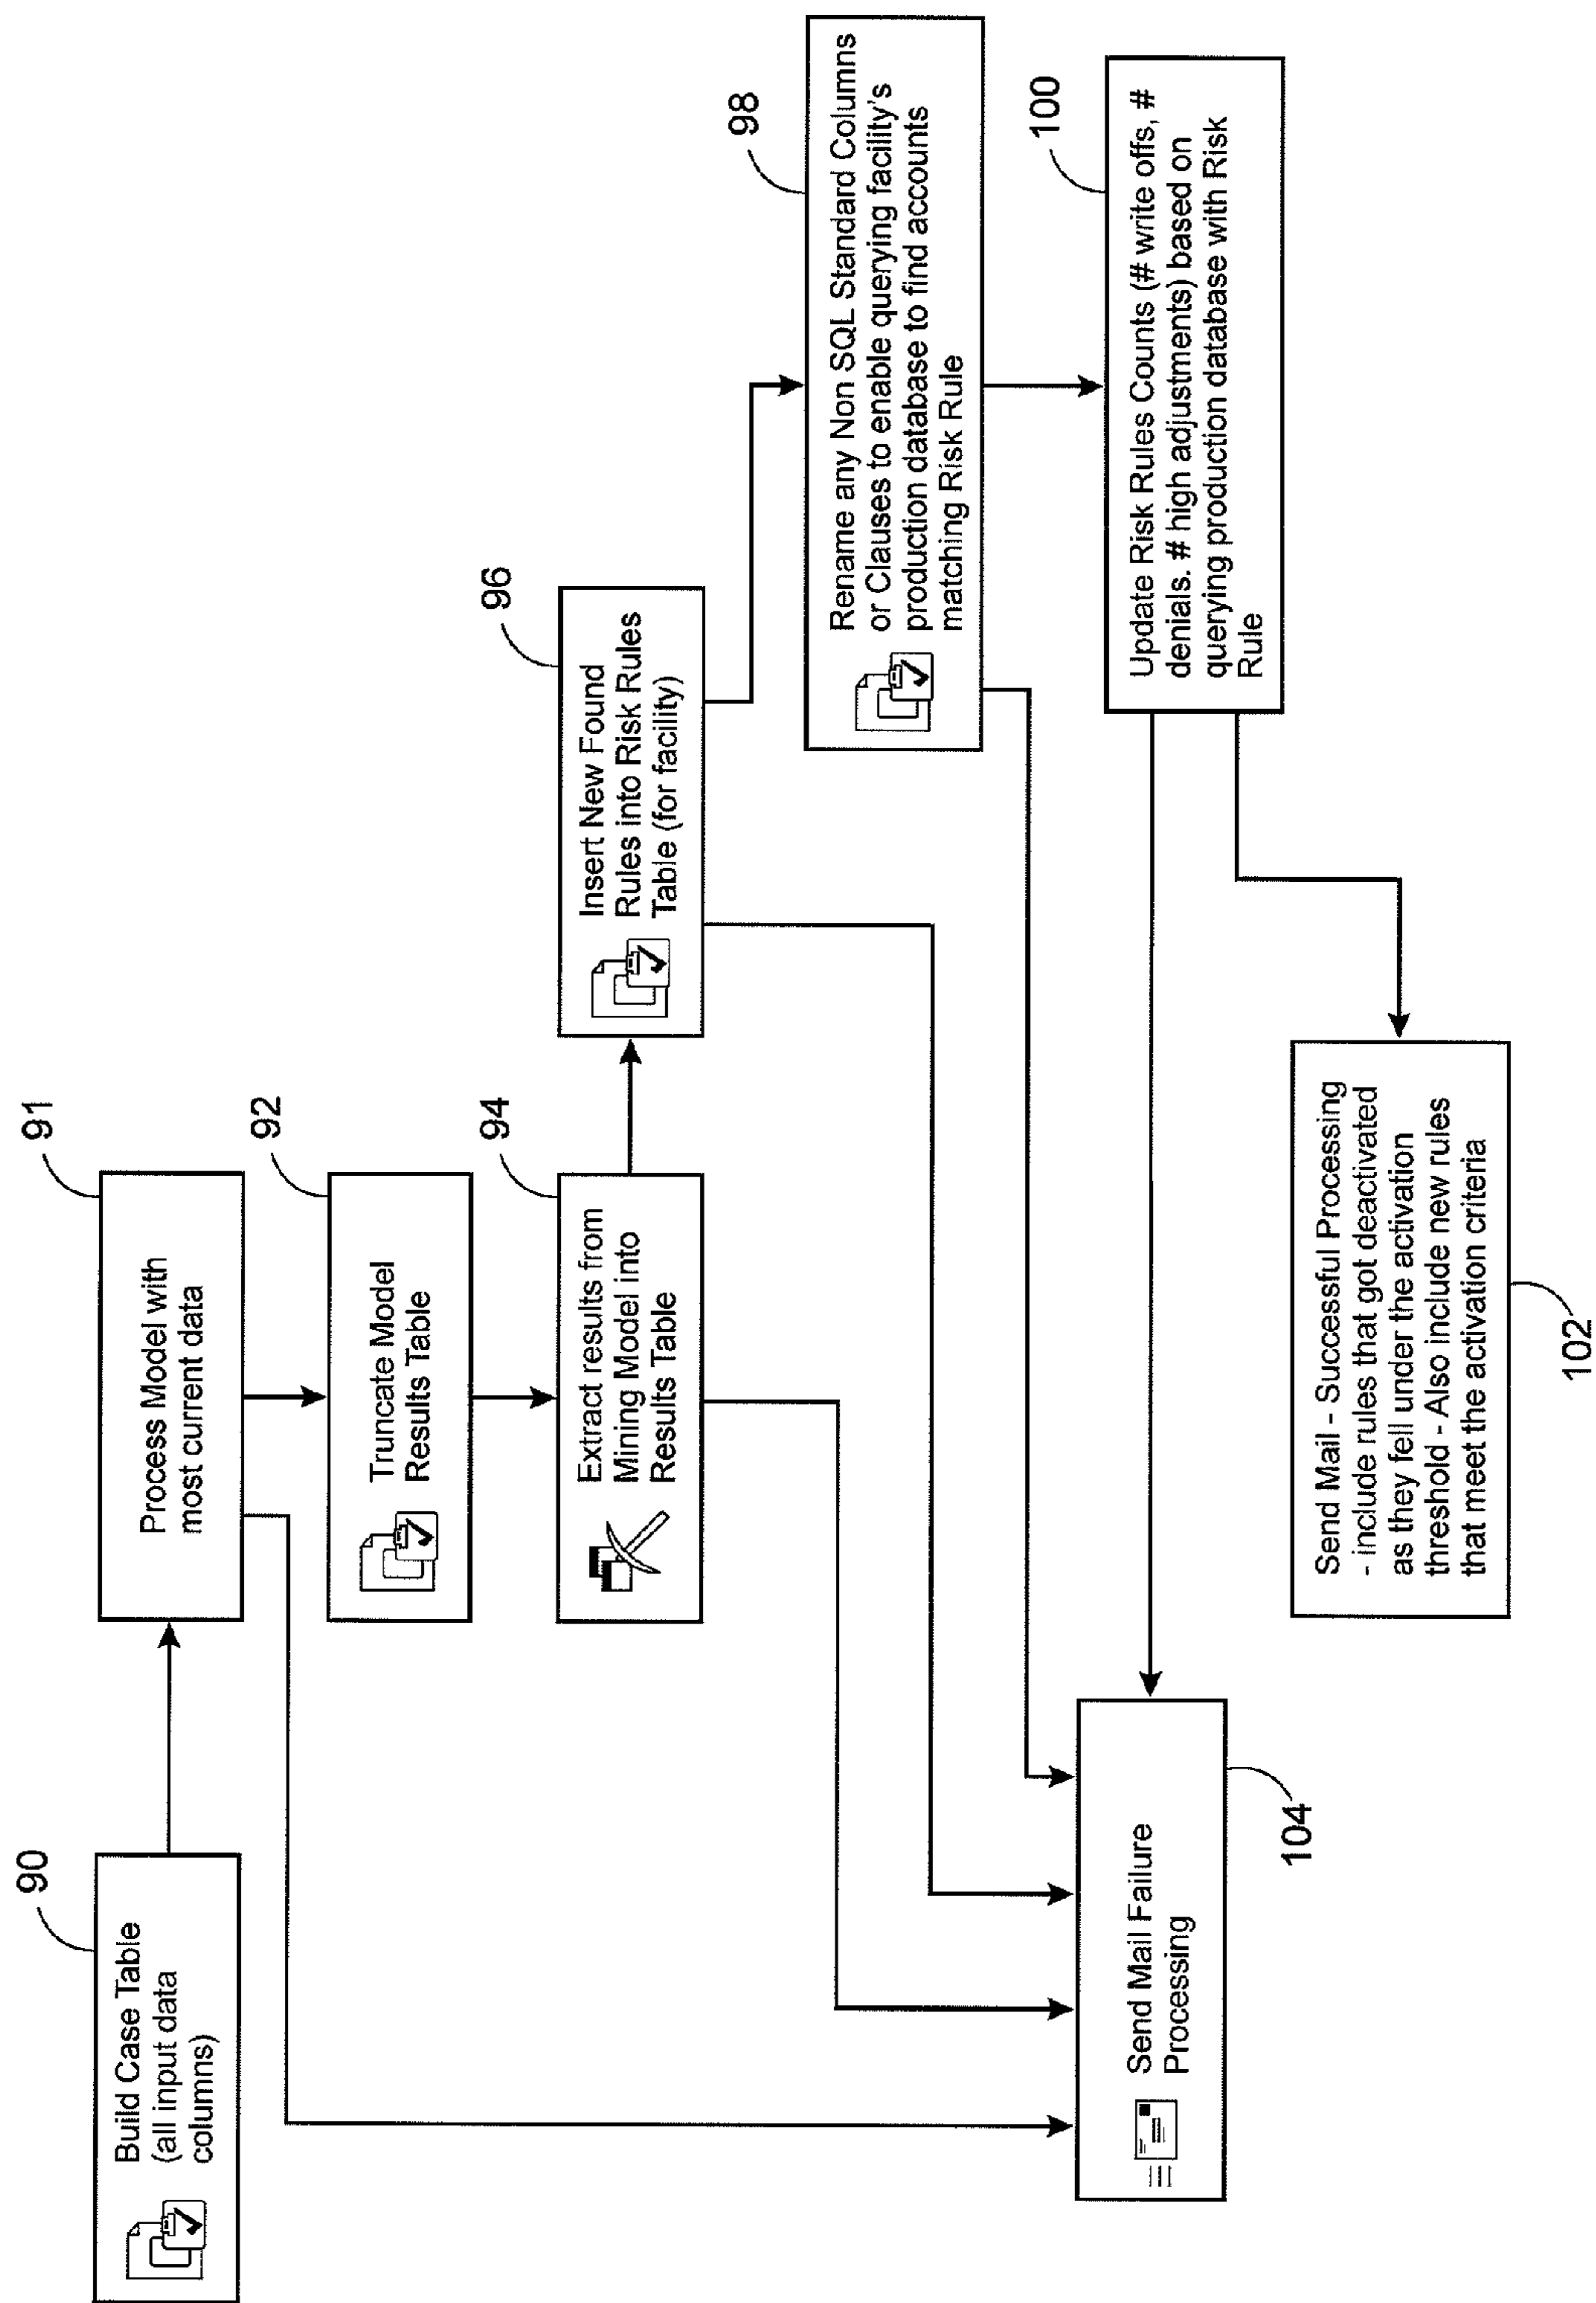 90
Build Case Table
(all input data
columns)
91
Process Model with
most current data
92
Truncate Model
Results Table
94
Extract results from
Mining Model into
Results Table
96
Insert New Found
Rules into Risk Rules
Table (for facility)
98
Rename any Non SQL Standard Columns
or Clauses to enable querying facility's
production database to find accounts
matching Risk Rule
100
Update Risk Rules Counts (# write offs, #
denials. # high adjustments) based on
querying production database with Risk
Rule
Send Mail - Successful Processing
- include rules that got deactivated
as they fell under the activation
threshold - Also include new rules
that meet the activation criteria
102
Send Mail Failure
Processing
104